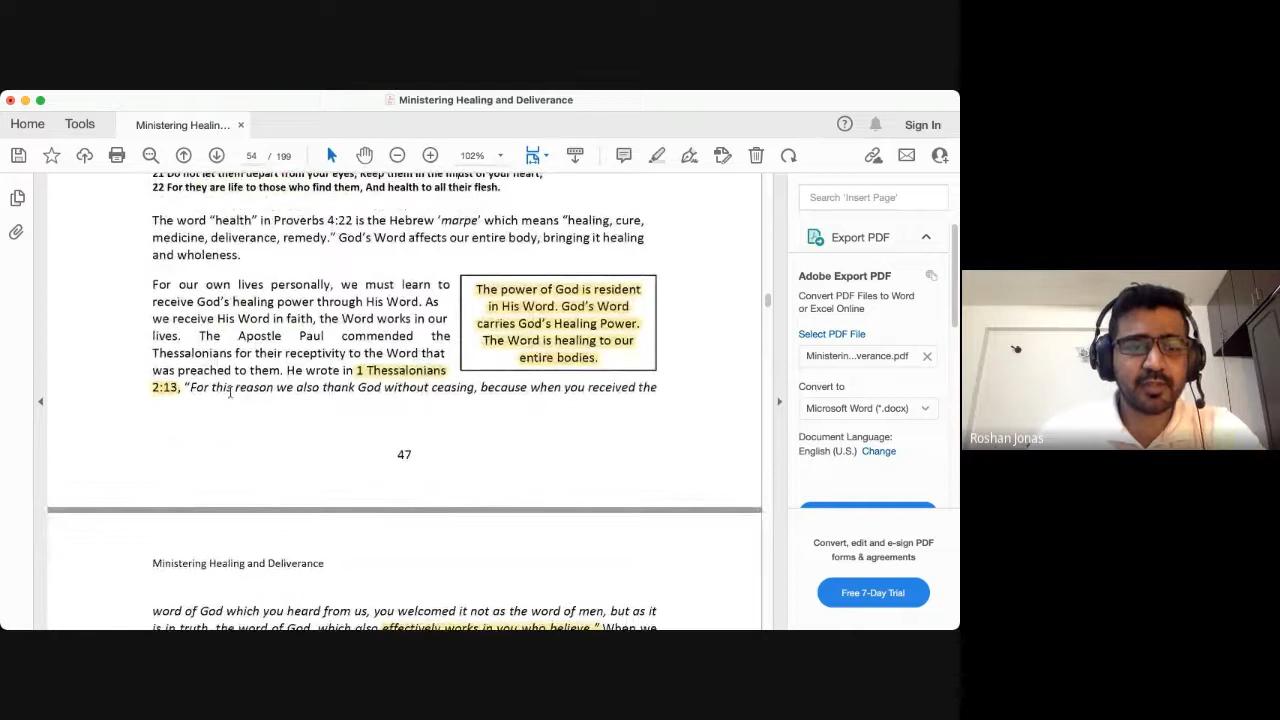 Ministering Healing and Deliverance
Home Tools Ministering Healin... × Sign In
54 / 199 102%
21 Do not let them depart from your eyes; Keep them in the midst of your heart;
22 For they are life to those who find them, And health to all their flesh.
The word "health" in Proverbs 4:22 is the Hebrew 'marpe' which means "healing, cure,
medicine, deliverance, remedy." God's Word affects our entire body, bringing it healing
and wholeness.
For our own lives personally, we must learn to
receive God's healing power through His Word. As
we receive His Word in faith, the Word works in our
lives. The Apostle Paul commended the
Thessalonians for their receptivity to the Word that
was preached to them. He wrote in 1 Thessalonians
2:13, "For this reason we also thank God without ceasing, because when you received the
The power of God is resident
in His Word. God's Word
carries God's Healing Power.
The Word is healing to our
entire bodies.
47
Ministering Healing and Deliverance
word of God which you heard from us, you welcomed it not as the word of men, but as it
is in truth, the word of God, which also effectively works in you who believe." When we
Search 'Insert Page'
Export PDF
Adobe Export PDF
Convert PDF Files to Word
or Excel Online
Select PDF File
Ministerin...verance.pdf
Convert to
Microsoft Word (*.docx)
Document Language:
English (U.S.) Change
Convert, edit and e-sign PDF
forms & agreements
Free 7-Day Trial
Roshan Jonas